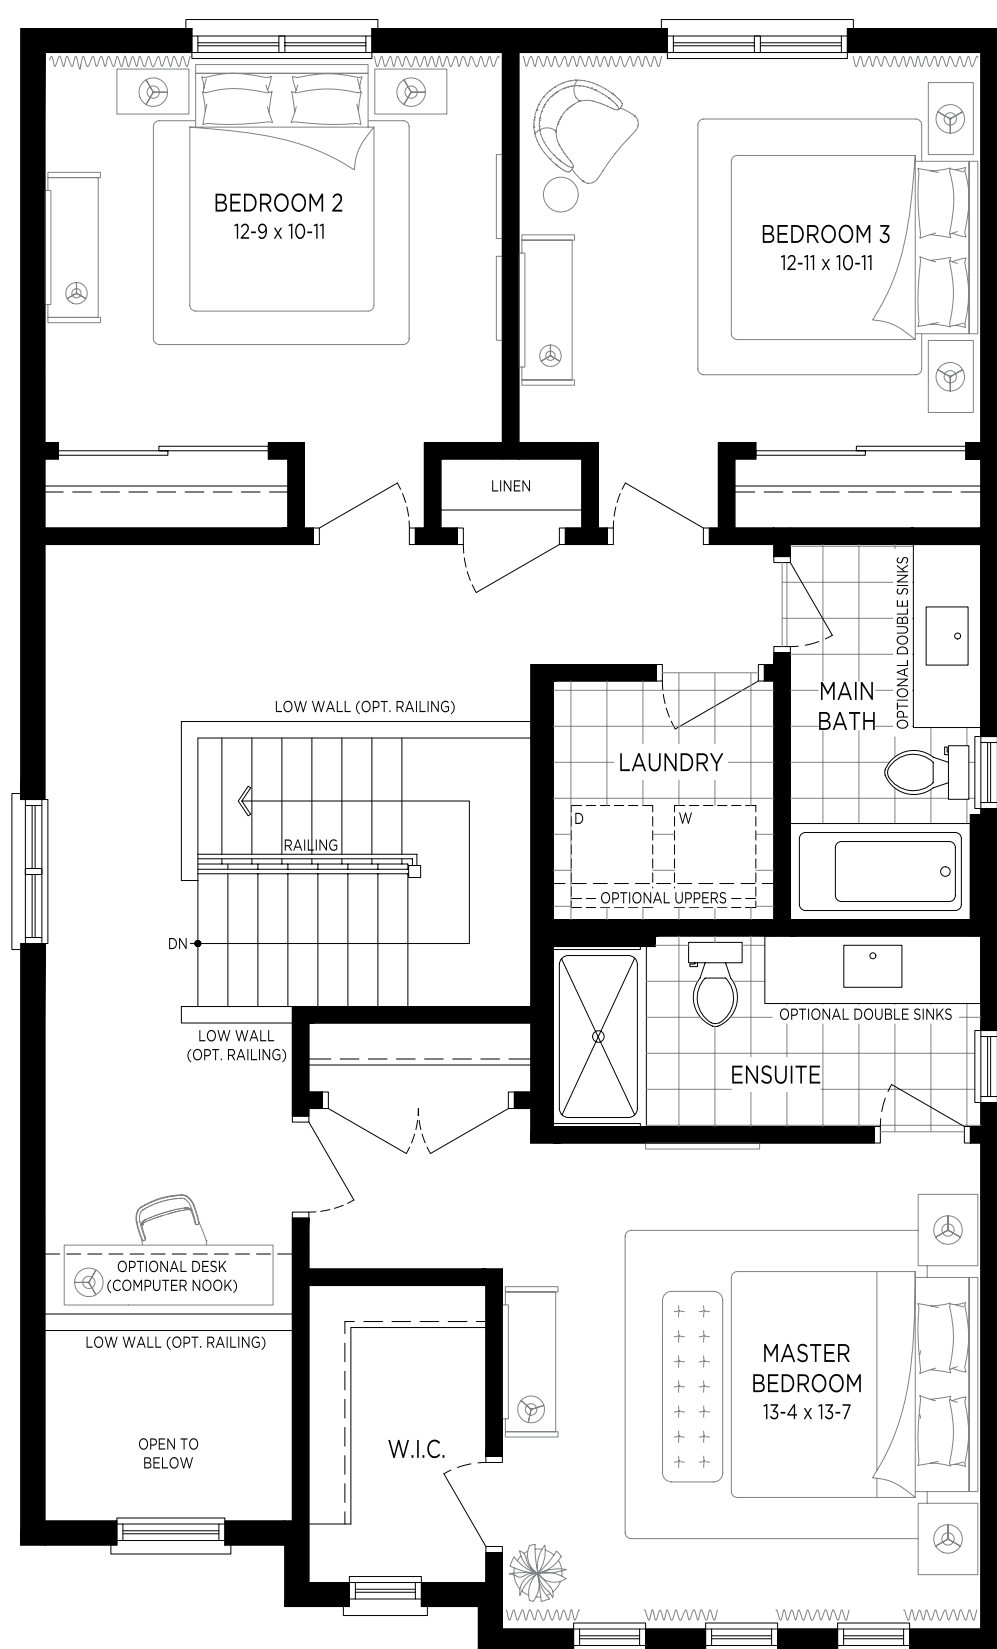 BEDROOM 2
12-9 x 10-11
BEDROOM 3
12-11 x 10-11
LINEN
OPTIONAL DOUBLE SINKS
MAIN
BATH
LOW WALL (OPT. RAILING)
LAUNDRY
D
W
RAILING
OPTIONAL UPPERS
DN
OPTIONAL DOUBLE SINKS
LOW WALL
(OPT. RAILING)
ENSUITE
OPTIONAL DESK
(COMPUTER NOOK)
LOW WALL (OPT. RAILING)
MASTER
BEDROOM
13-4 x 13-7
W.I.C.
OPEN TO
BELOW